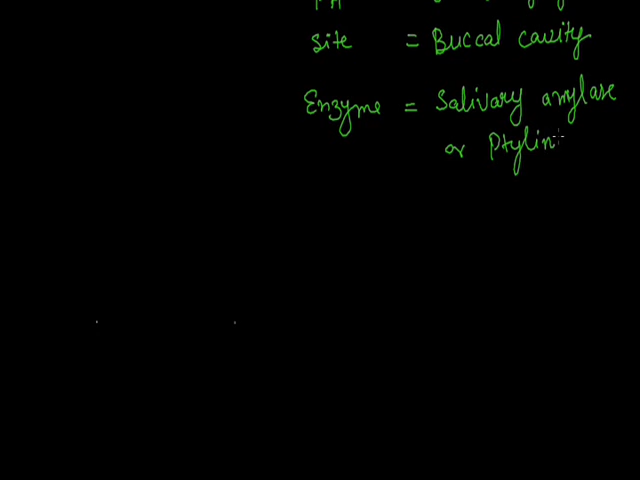 Site = Buccal cavity
Enzyme = Salivary amylase
or Ptylin